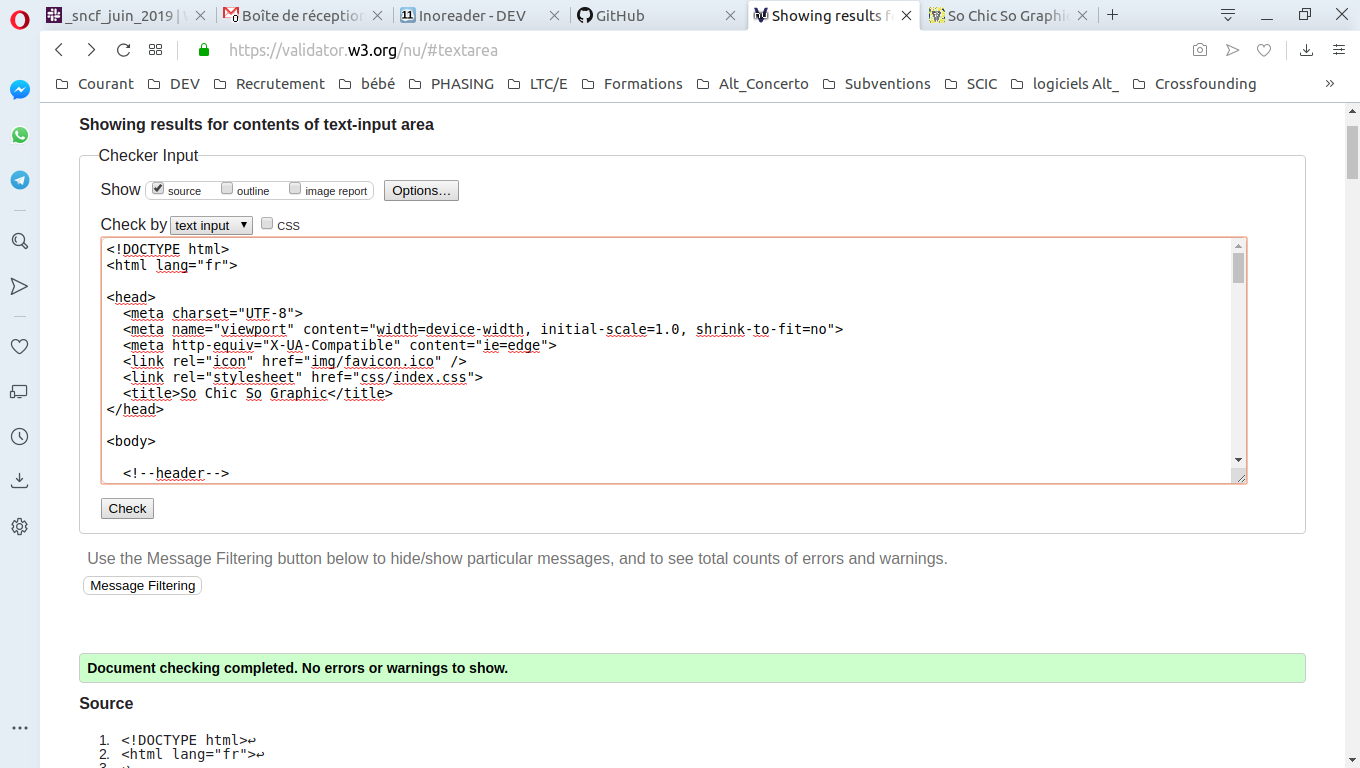 _sncf_juin_2019 | Boîte de réception Inoreader - DEV GitHub Showing results f So Chic So Graphic
https://validator.w3.org/nu/#textarea
Courant DEV Recrutement bébé PHASING LTC/E Formations Alt_Concerto Subventions SCIC logiciels Alt_ Crossfounding »
Showing results for contents of text-input area
Checker Input
Show source outline image report Options...
Check by text input CSS
<!DOCTYPE html>
<html lang="fr">
<head>
<meta charset="UTF-8">
<meta name="viewport" content="width=device-width, initial-scale=1.0, shrink-to-fit=no">
<meta http-equiv="X-UA-Compatible" content="ie=edge">
<link rel="icon" href="img/favicon.ico" />
<link rel="stylesheet" href="css/index.css">
<title>So Chic So Graphic</title>
</head>
<body>
<!--header-->
Check
Use the Message Filtering button below to hide/show particular messages, and to see total counts of errors and warnings.
Message Filtering
Document checking completed. No errors or warnings to show.
Source
1. <!DOCTYPE html>↩
2. <html lang="fr">↩